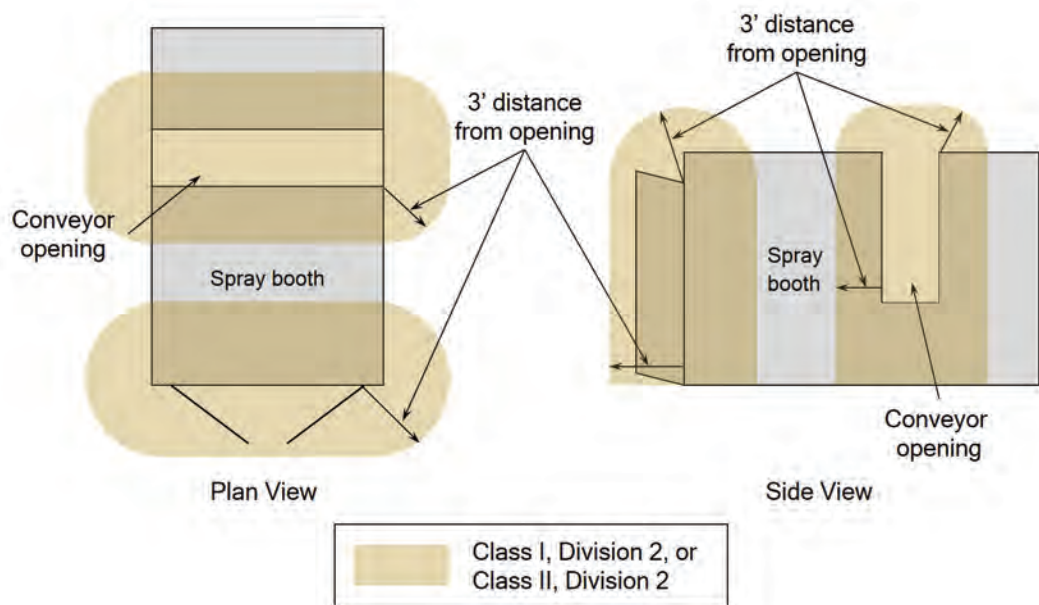 3’ distance
from opening
Conveyor
opening
Spray booth
Plan View
3’ distance
from opening
Spray
booth
Conveyor
opening
Side View
Class I, Division 2, or
Class II, Division 2